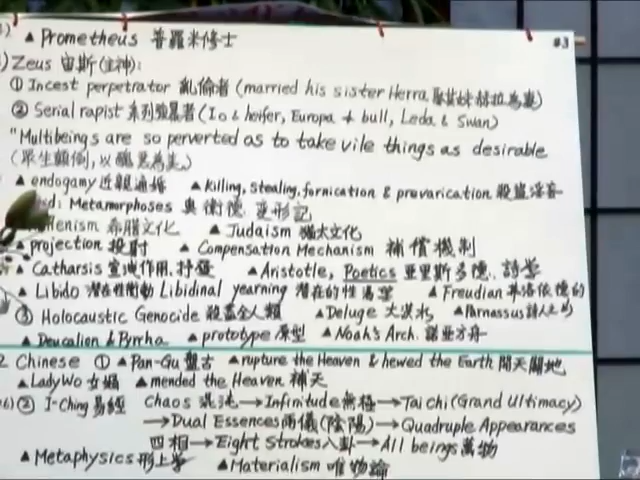 ▲ Prometheus 普羅米修士 #3
Zeus 宙斯(主神):
① Incest perpetrator 亂倫者 (married his sister Herra, 娶其妹赫拉為妻)
② Serial rapist 系列強暴者 (Io & heifer, Europa + bull, Leda & Swan)
"Multibeings are so perverted as to take vile things as desirable
(眾生顛倒,以醜惡為美)
▲ endogamy 近親通婚 ▲ killing, stealing, fornication & prevarication 殺盜淫妄
Metamorphoses 奧衛德 變形記
lenism 希腊文化 ▲ Judaism 猶太文化
▲ projection 投射 ▲ Compensation Mechanism 補償機制
▲ Catharsis 宣洩作用,抒發 ▲ Aristotle, Poetics 亞里斯多德,詩學
▲ Libido 潛在性衝動 Libidinal yearning 潛在的性渴望 ▲ Freudian 弗洛依德的
③ Holocaustic Genocide 殺盡全人類 ▲ Deluge 大洪水 ▲ Parnassus 詩人之的
▲ Deucalion & Pyrrha ▲ prototype 原型 ▲ Noah's Arch. 諾亞方舟
2 Chinese ① ▲ Pan-Gu 盤古 ▲ rupture the Heaven & hewed the Earth 開天闢地
▲ Lady Wo 女媧 ▲ mended the Heaven 補天
② I-Ching 易經 Chaos 混沌→Infinitude 無極→Tai chi (Grand Ultimacy)
→Dual Essences 兩儀(陰陽)→Quadruple Appearances
四相→Eight Strokes 八卦→All beings 萬物
▲ Metaphysics 形上學 ▲ Materialism 唯物論